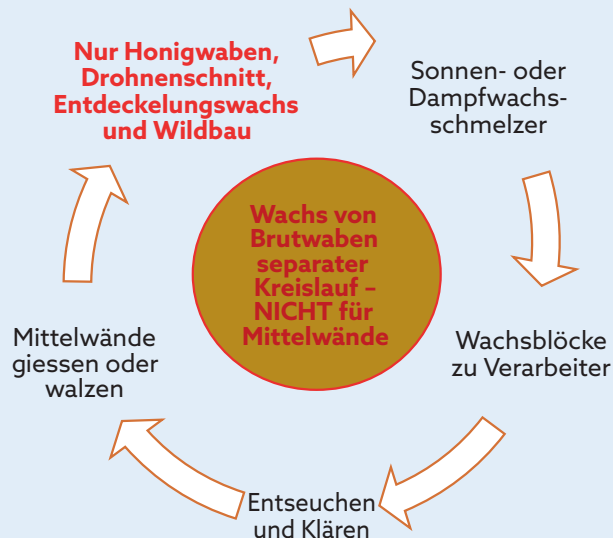 Nur Honigwaben,
Drohnenschnitt,
Entdeckelungswachs
und Wildbau
Sonnen- oder
Dampfwachs-
schmelzer
Wachsblöcke
zu Verarbeiter
Entseuchen
und Klären
Mittelwände
giessen oder
walzen
Wachs von
Brutwaben
separater
Kreislauf –
NICHT für
Mittelwände